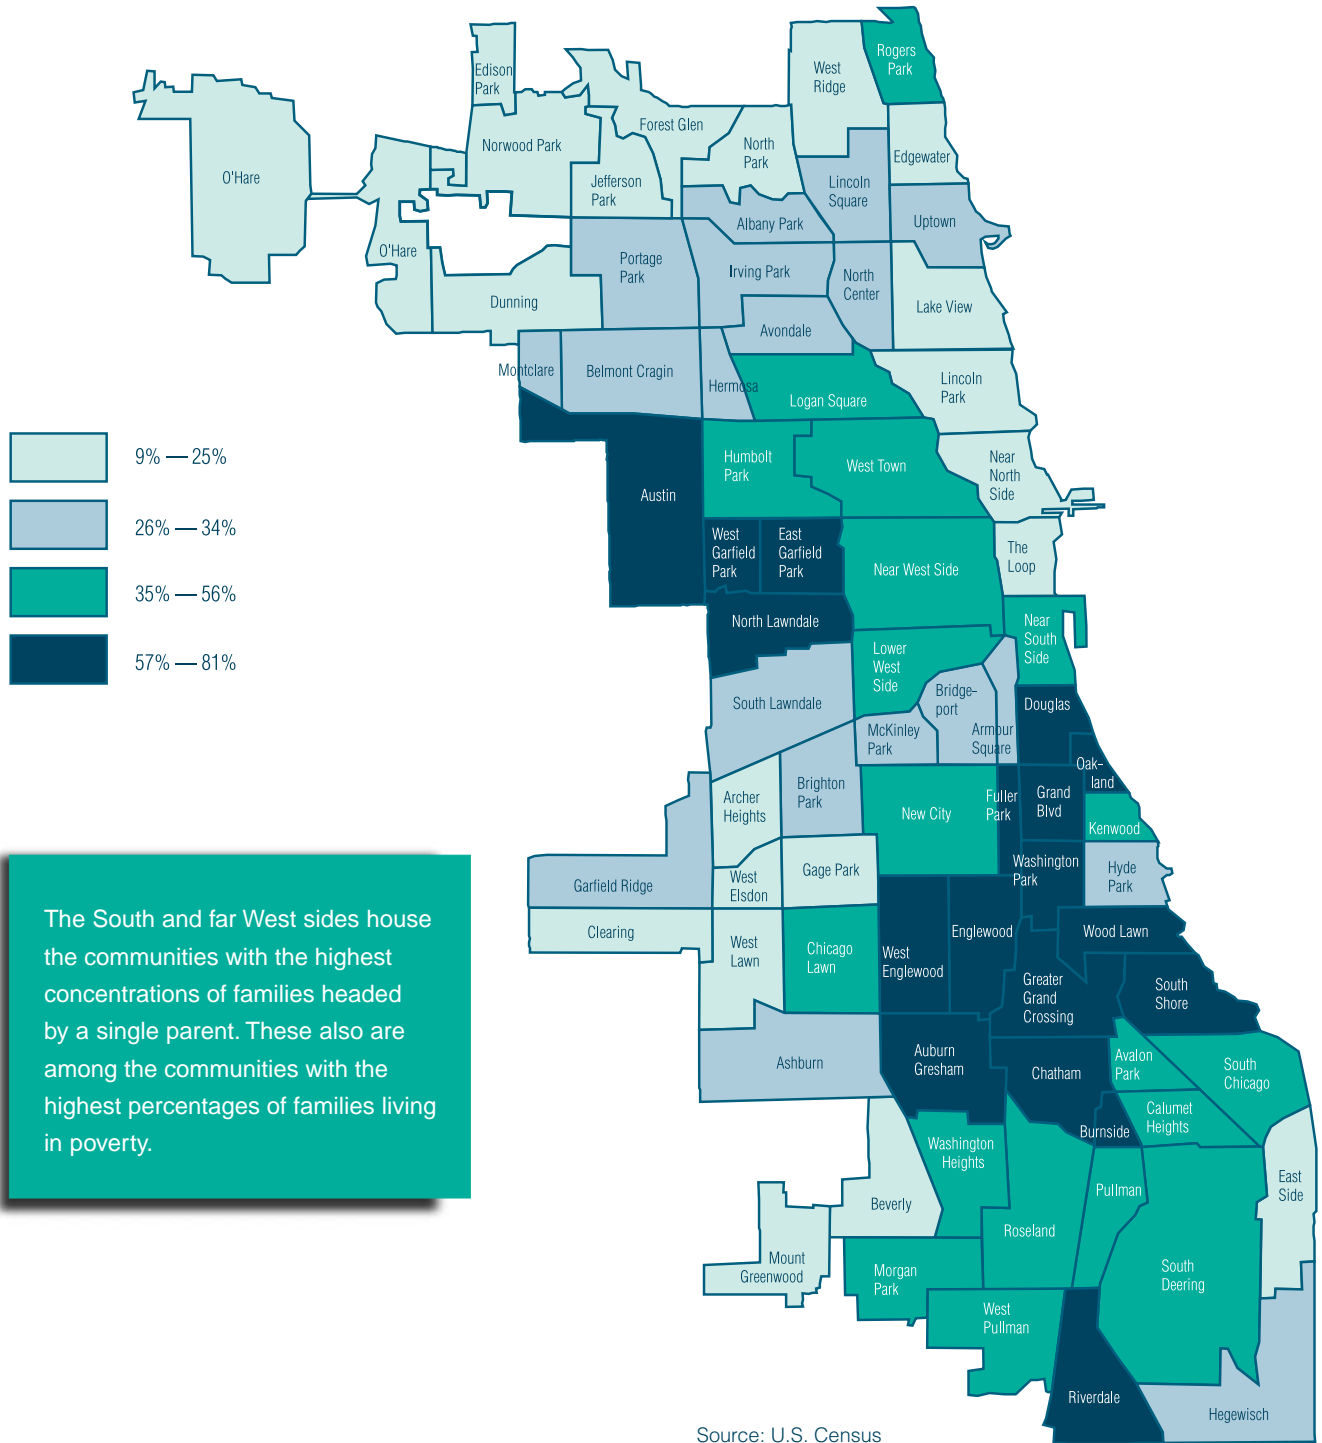 Rogers
Park
Edison
Park
West
Ridge
Forest Glen
Norwood Park
North
Park
Edgewater
O'Hare
Jefferson
Park
Lincoln
Square
Albany Park
Uptown
O'Hare
Portage
Park
Irving Park
North
Center
Dunning
Lake View
Avondale
Montclare
Belmont Cragin
Hermosa
Lincoln
Park
Logan Square
9% — 25%
Humbolt
Park
West Town
Near
North
Side
Austin
26% — 34%
West
Garfield
Park
East
Garfield
Park
The
Loop
Near West Side
35% — 56%
North Lawndale
Near
South
Side
57% — 81%
Lower
West
Side
South Lawndale
Bridge–
port
Douglas
McKinley
Park
Armour
Square
Oak–
land
Archer
Heights
Brighton
Park
New City
Fuller
Park
Grand
Blvd
Kenwood
Garfield Ridge
West
Elsdon
Gage Park
Washington
Park
Hyde
Park
The South and far West sides house
the communities with the highest
concentrations of families headed
by a single parent. These also are
among the communities with the
highest percentages of families living
in poverty.
Clearing
West
Lawn
Chicago
Lawn
West
Englewood
Englewood
Wood Lawn
Greater
Grand
Crossing
South
Shore
Ashburn
Auburn
Gresham
Chatham
Avalon
Park
South
Chicago
Calumet
Heights
Burnside
Washington
Heights
Beverly
Pullman
East
Side
Roseland
Mount
Greenwood
Morgan
Park
South
Deering
West
Pullman
Riverdale
Hegewisch
Source: U.S. Census